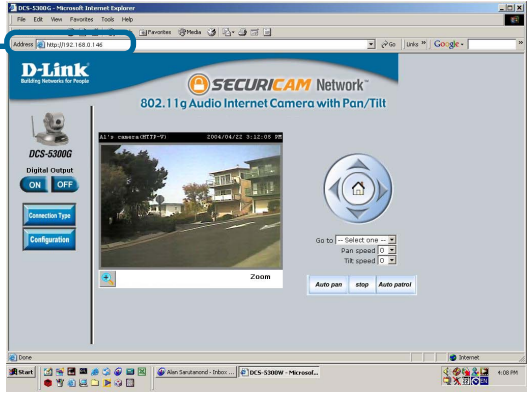 DCS-5300G - Microsoft Internet Explorer
File Edit View Favorites Tools Help
Favorites Media
Address http://192.168.0.146 Go Links » Google -
D-Link
Building Networks for People
SECURICAM Network™
802.11g Audio Internet Camera with Pan/Tilt
Al's camera(HTTP-V) 2004/04/22 3:12:05 PM
DCS-5300G
Digital Output
ON OFF
Connection Type
Configuration
Go to -- Select one --
Pan speed 0
Tilt speed 0
Zoom
Auto pan stop Auto patrol
Done Internet
Start Alan Sarutanond - Inbox ... DCS-5300W - Microsof... EN 4:08 PM